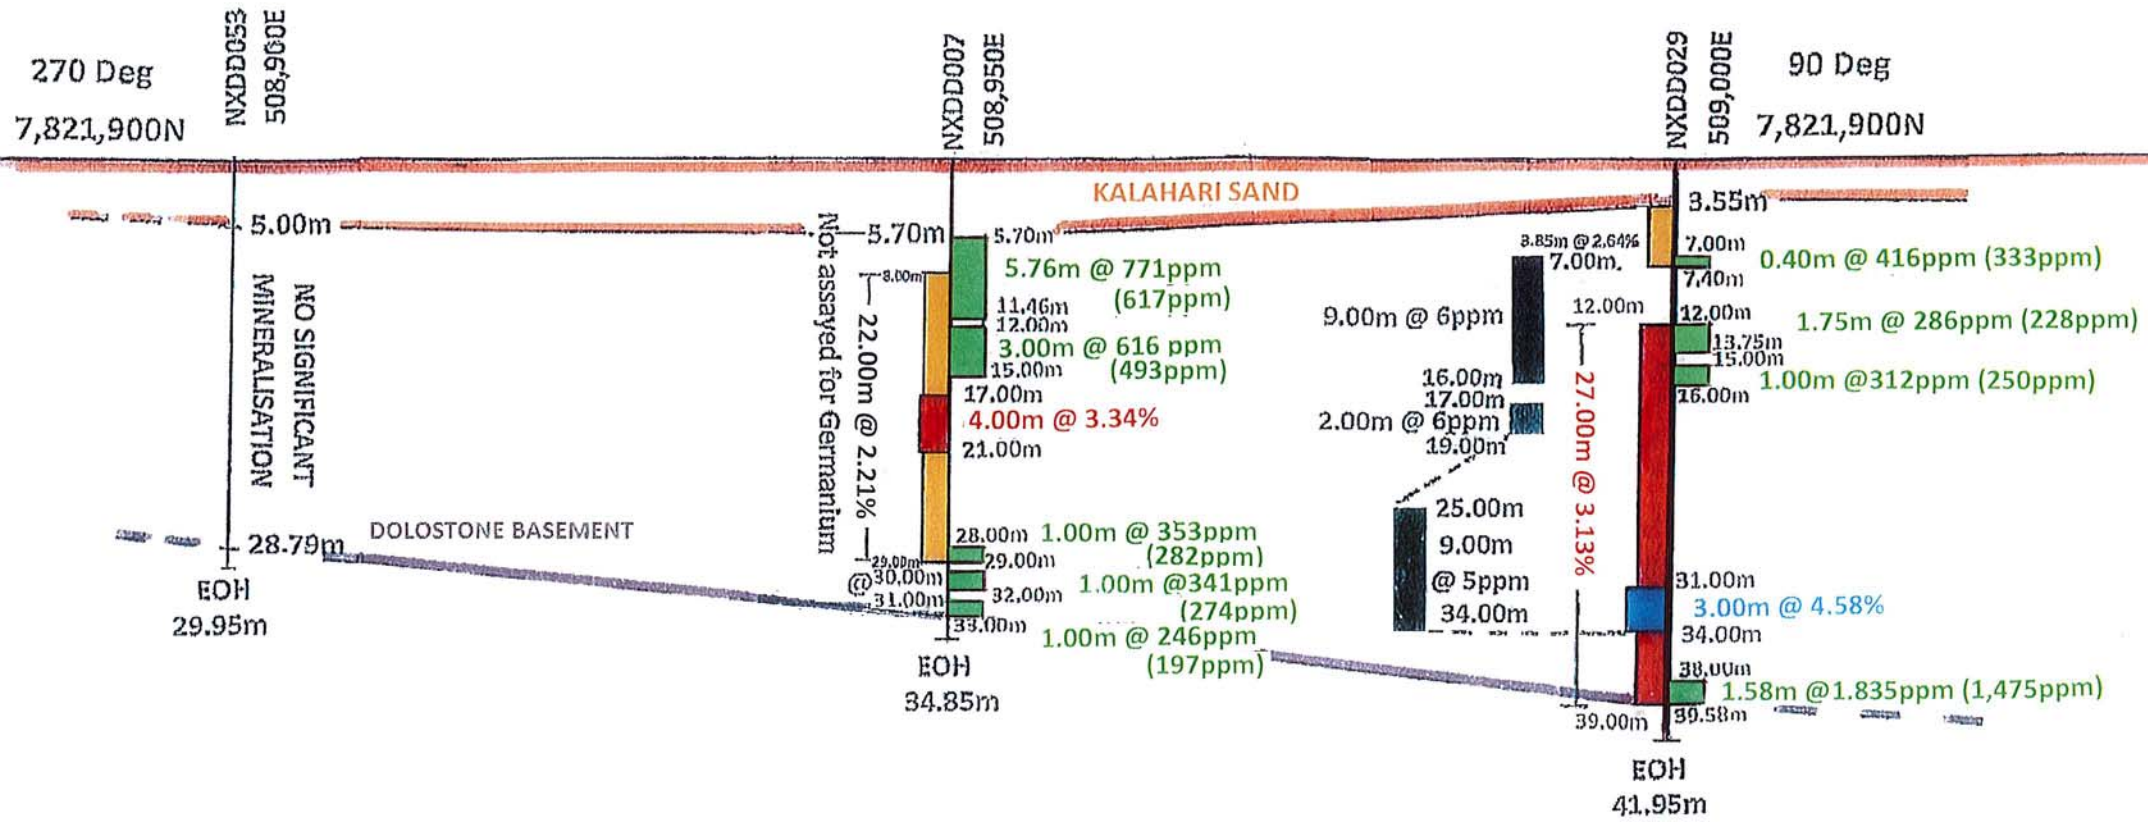 270 Deg
7,821,900N
NXDD053
508,900E
NXDD007
508,950E
NXDD029
509,000E
90 Deg
7,821,900N
KALAHARI SAND
5.00m
NO SIGNIFICANT
MINERALISATION
28.79m
EOH
29.95m
DOLOSTONE BASEMENT
Not assayed for Germanium
5.70m
5.70m
8.00m
22.00m @ 2.21%
5.76m @ 771ppm
(617ppm)
11.46m
12.00m
3.00m @ 616 ppm
(493ppm)
15.00m
17.00m
4.00m @ 3.34%
21.00m
28.00m
1.00m @ 353ppm
(282ppm)
29.00m
29.00m
30.00m
@
1.00m @341ppm
(274ppm)
31.00m
32.00m
33.00m
1.00m @ 246ppm
(197ppm)
EOH
34.85m
3.55m
3.85m @ 2.64%
7.00m.
7.00m
0.40m @ 416ppm (333ppm)
7.40m
9.00m @ 6ppm
12.00m
12.00m
1.75m @ 286ppm (228ppm)
13.75m
15.00m
1.00m @312ppm (250ppm)
16.00m
16.00m
17.00m
2.00m @ 6ppm
19.00m
27.00m @ 3.13%
25.00m
9.00m
@ 5ppm
34.00m
31.00m
3.00m @ 4.58%
34.00m
38.00m
1.58m @1.835ppm (1,475ppm)
39.00m
39.58m
EOH
41.95m